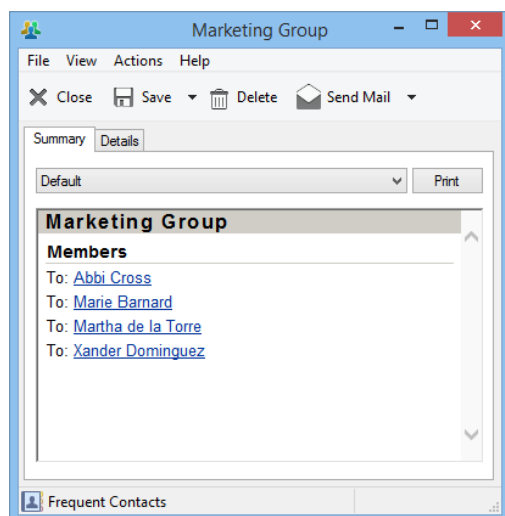 Marketing Group
File View Actions Help
Close Save Delete Send Mail
Summary Details
Default Print
Marketing Group
Members
To: Abbi Cross
To: Marie Barnard
To: Martha de la Torre
To: Xander Dominguez
Frequent Contacts